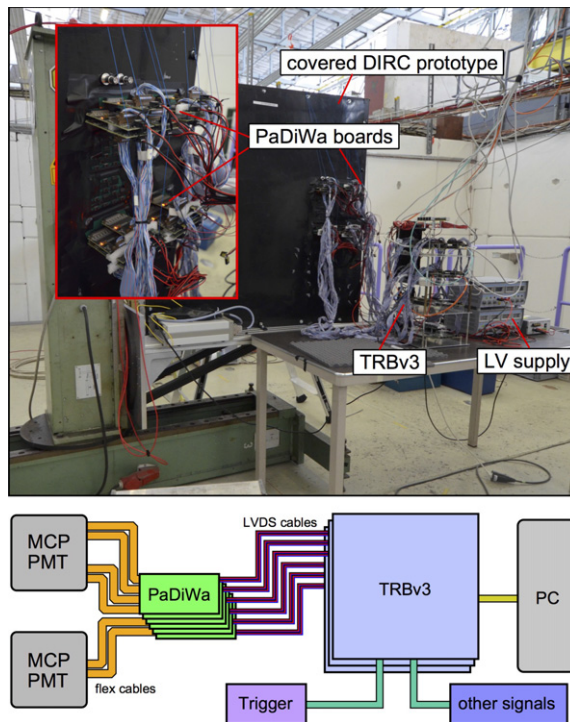 covered DIRC prototype
PaDiWa boards
TRBv3
LV supply
LVDS cables
MCP
PMT
PaDiWa
TRBv3
PC
MCP
PMT
flex cables
Trigger
other signals